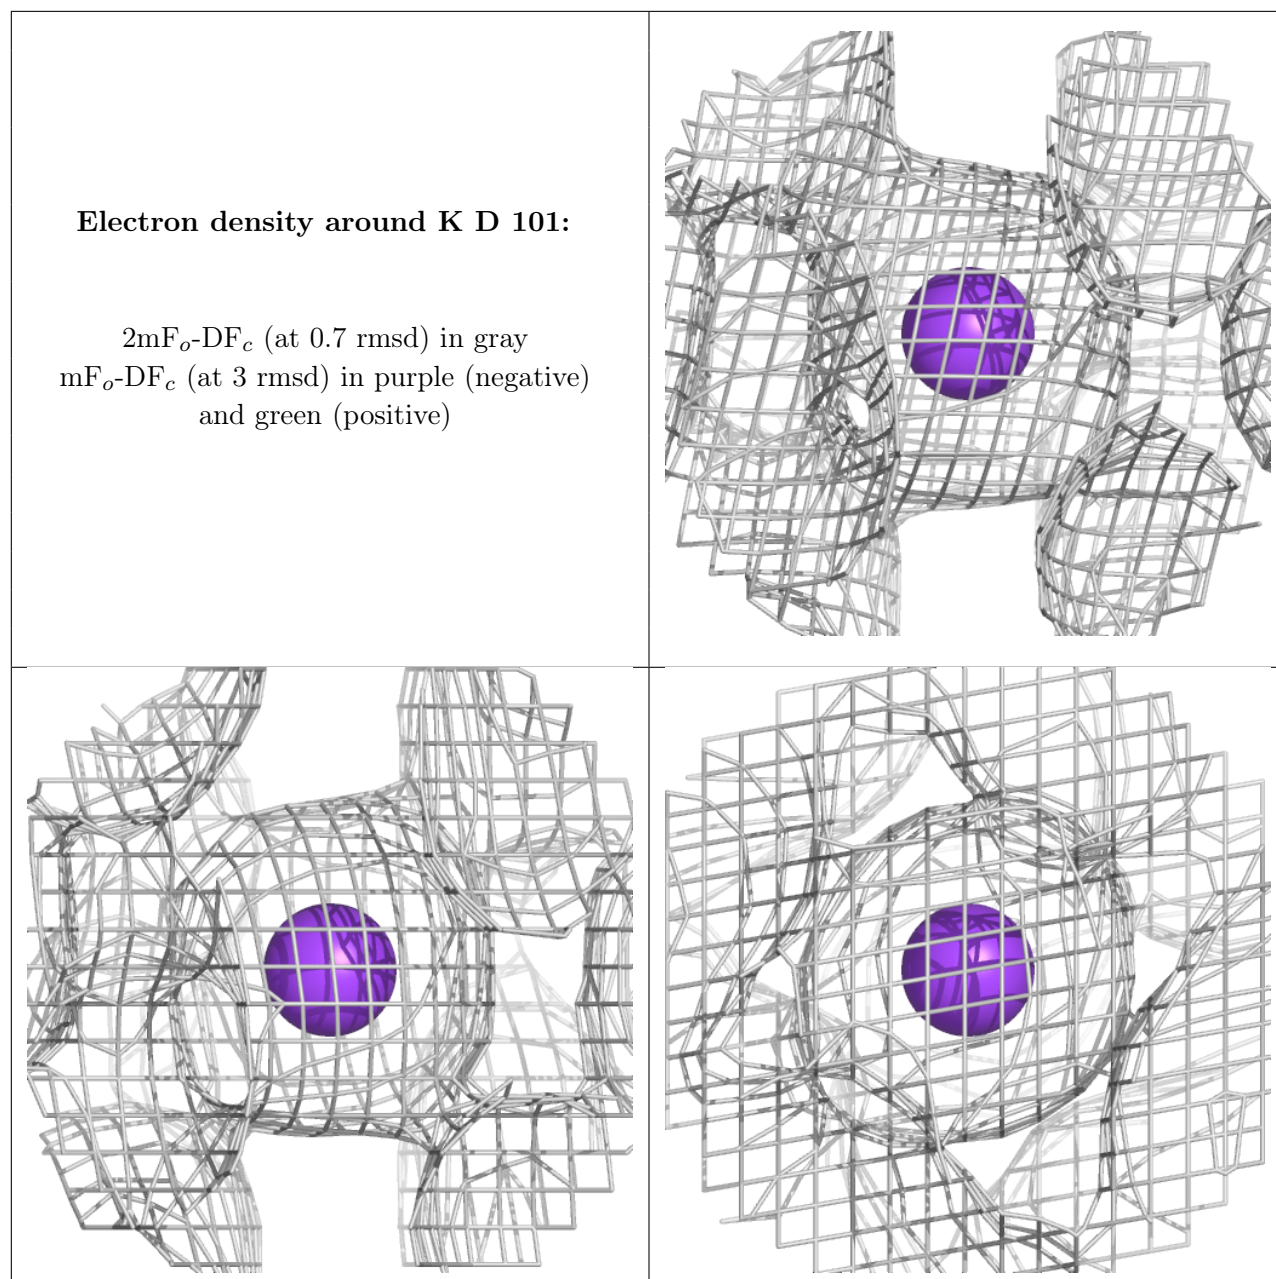 Electron density around K D 101:
2mFo-DFc (at 0.7 rmsd) in gray
mFo-DFc (at 3 rmsd) in purple (negative)
and green (positive)